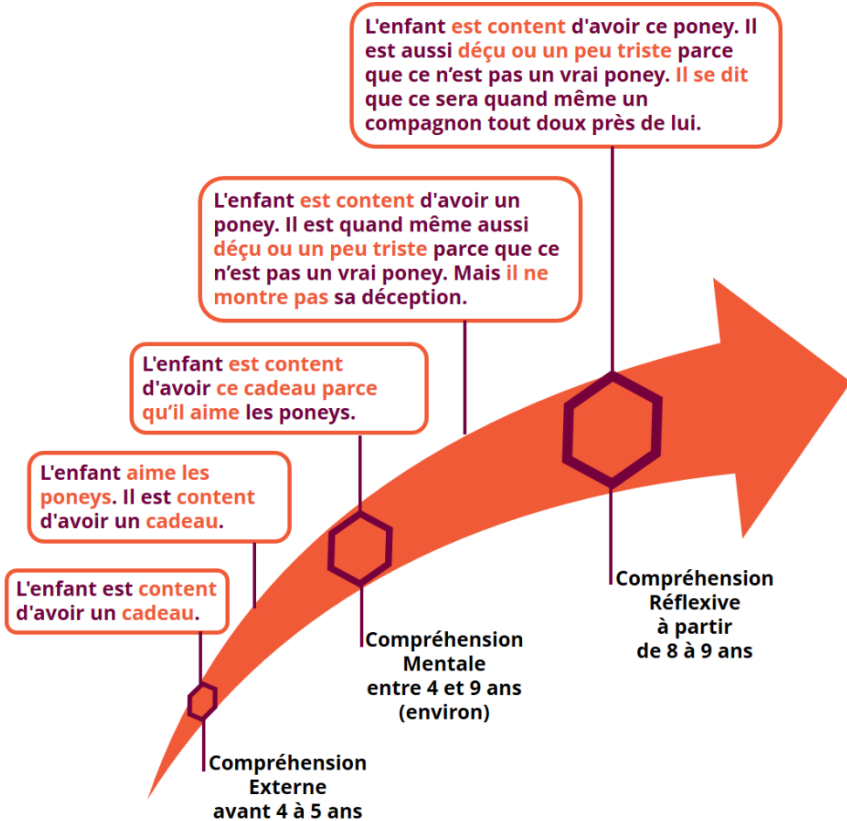 L'enfant est content d'avoir ce poney. Il
est aussi déçu ou un peu triste parce
que ce n'est pas un vrai poney. Il se dit
que ce sera quand même un
compagnon tout doux près de lui.
L'enfant est content d'avoir un
poney. Il est quand même aussi
déçu ou un peu triste parce que ce
n'est pas un vrai poney. Mais il ne
montre pas sa déception.
L'enfant est content
d'avoir ce cadeau parce
qu'il aime les poneys.
L'enfant aime les
poneys. Il est content
d'avoir un cadeau.
L'enfant est content
d'avoir un cadeau.
Compréhension
Réflexive
à partir
de 8 à 9 ans
Compréhension
Mentale
entre 4 et 9 ans
(environ)
Compréhension
Externe
avant 4 à 5 ans